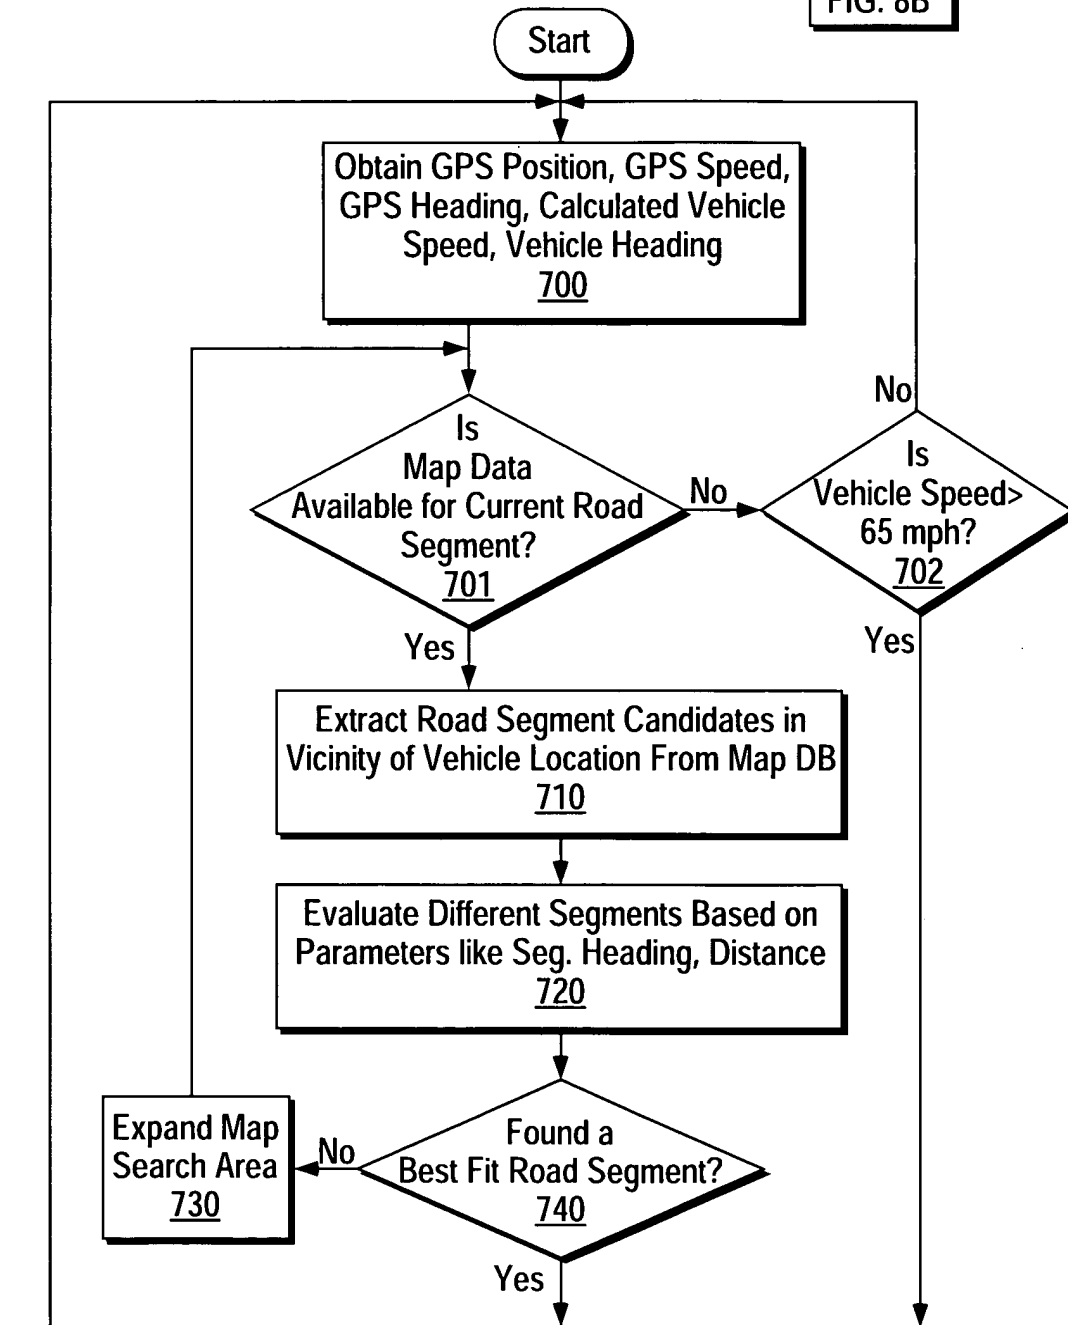 FIG. 8B
Start
Obtain GPS Position, GPS Speed,
GPS Heading, Calculated Vehicle
Speed, Vehicle Heading
700
No
Is
Map Data
Available for Current Road
Segment?
701
No
Is
Vehicle Speed>
65 mph?
702
Yes
Yes
Extract Road Segment Candidates in
Vicinity of Vehicle Location From Map DB
710
Evaluate Different Segments Based on
Parameters like Seg. Heading, Distance
720
Expand Map
Search Area
730
No
Found a
Best Fit Road Segment?
740
Yes